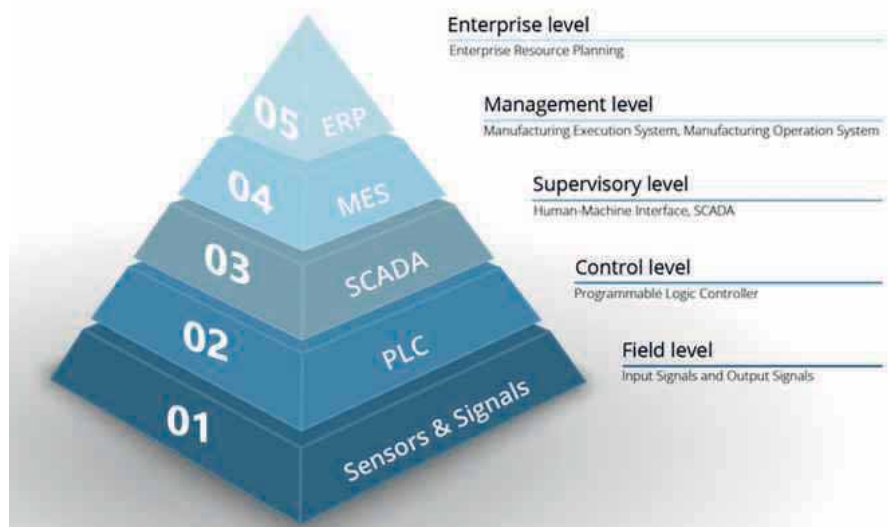 Enterprise level
Enterprise Resource Planning
05 ERP
Management level
Manufacturing Execution System, Manufacturing Operation System
04 MES
Supervisory level
Human-Machine Interface, SCADA
03 SCADA
Control level
Programmable Logic Controller
02 PLC
Field level
Input Signals and Output Signals
01 Sensors & Signals